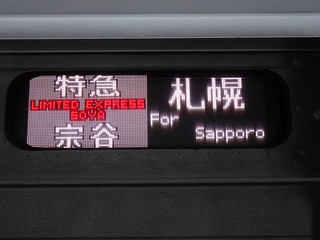 特急
LIMITED EXPRESS
SOYA
宗谷
札幌
For
Sapporo